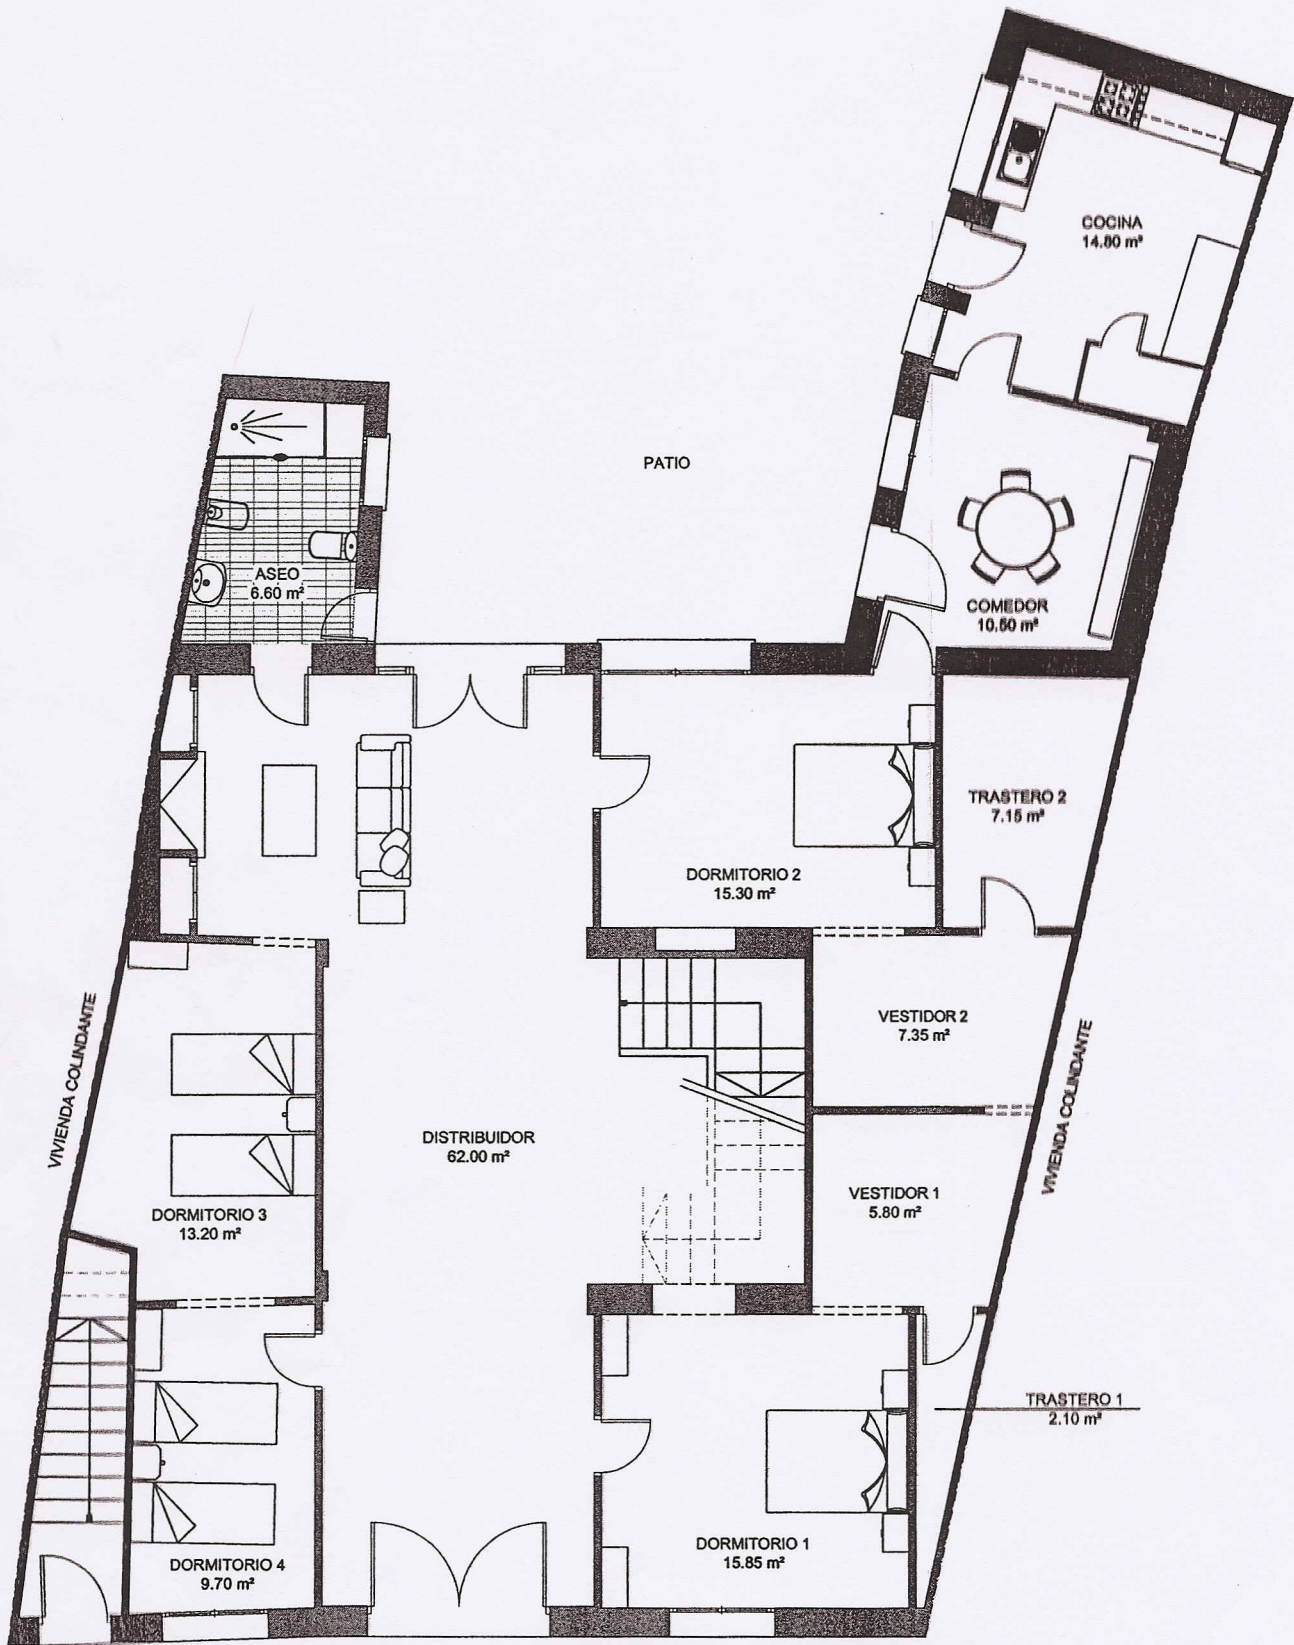 COCINA
14.80 m²
PATIO
ASEO
6.60 m²
COMEDOR
10.50 m²
TRASTERO 2
7.15 m²
DORMITORIO 2
15.30 m²
VIVIENDA COLINDANTE
VESTIDOR 2
7.35 m²
VIVIENDA COLINDANTE
DISTRIBUIDOR
62.00 m²
VESTIDOR 1
5.80 m²
DORMITORIO 3
13.20 m²
TRASTERO 1
2.10 m²
DORMITORIO 1
15.85 m²
DORMITORIO 4
9.70 m²